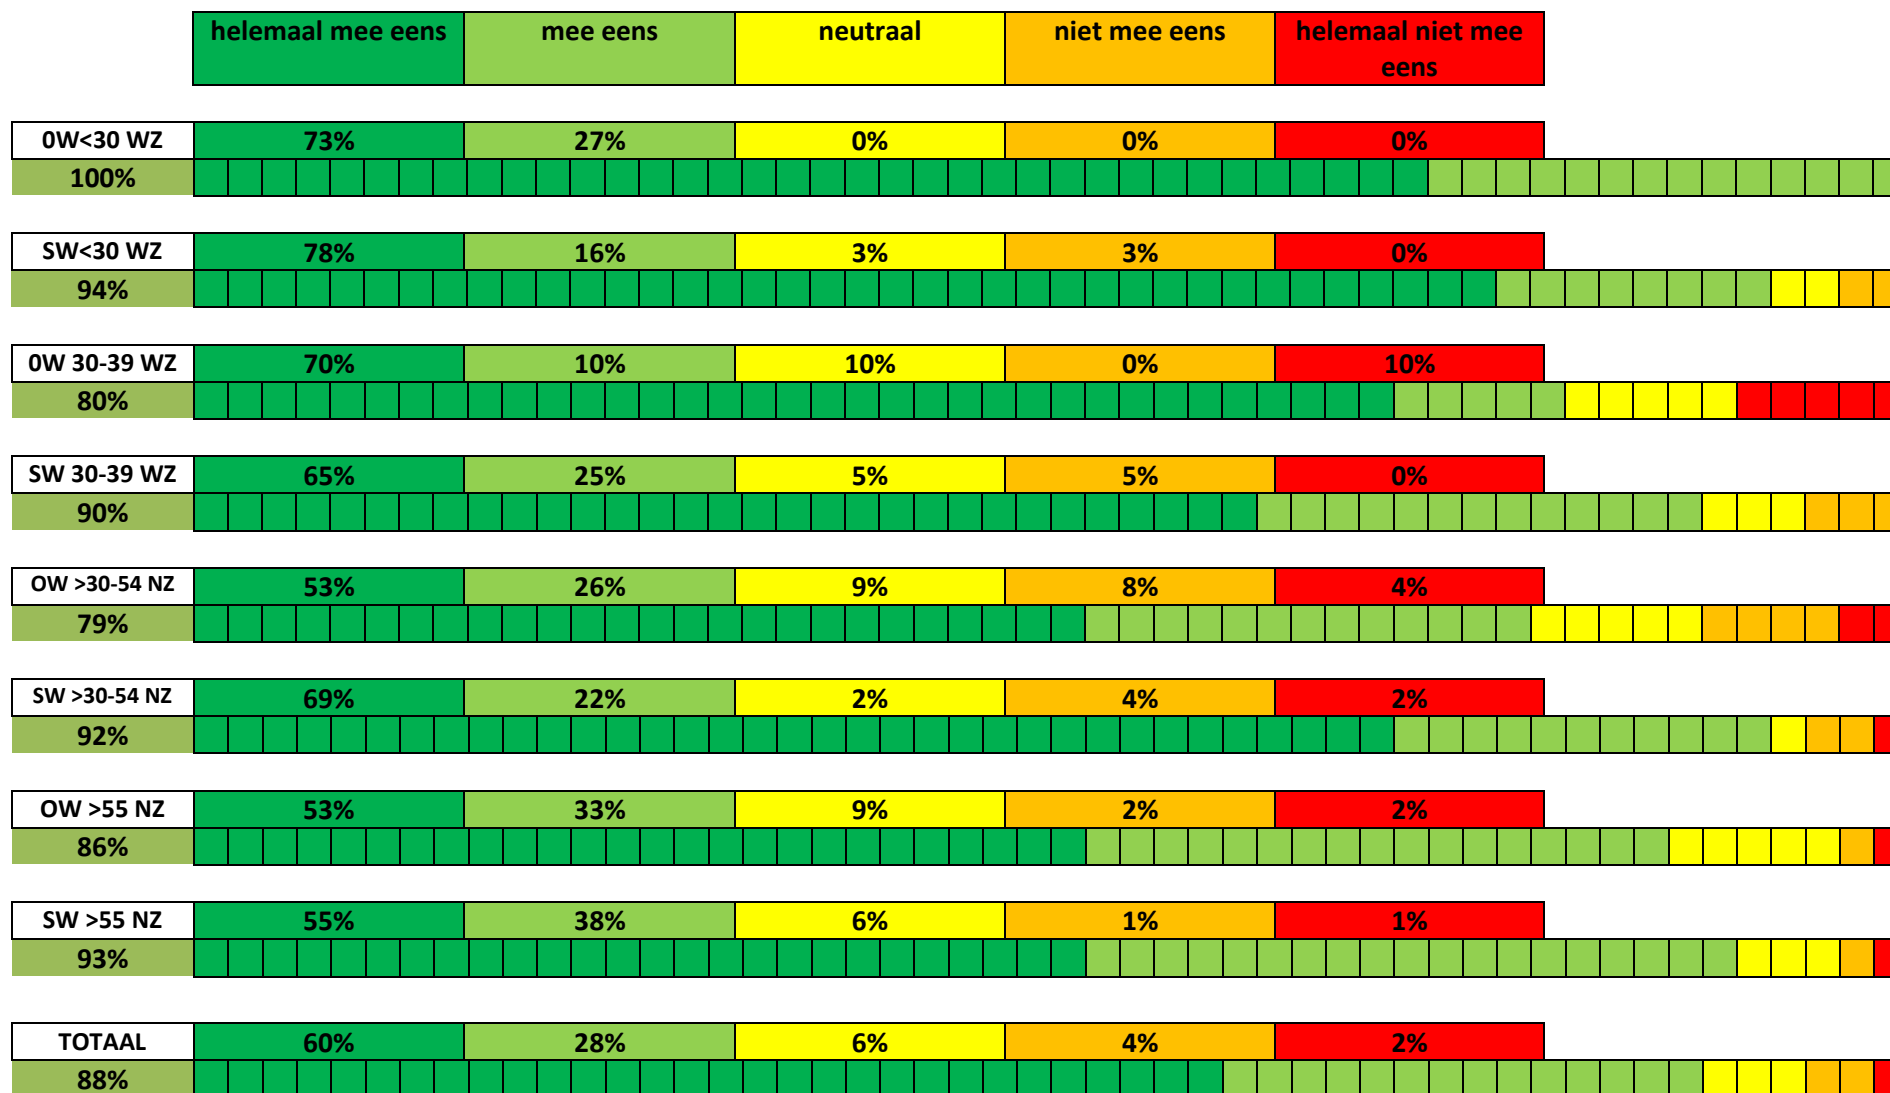 helemaal mee eens mee eens neutraal niet mee eens helemaal niet mee
eens
0W<30 WZ 73% 27% 0% 0% 0%
100%
SW<30 WZ 78% 16% 3% 3% 0%
94%
0W 30-39 WZ 70% 10% 10% 0% 10%
80%
SW 30-39 WZ 65% 25% 5% 5% 0%
90%
OW >30-54 NZ 53% 26% 9% 8% 4%
79%
SW >30-54 NZ 69% 22% 2% 4% 2%
92%
OW >55 NZ 53% 33% 9% 2% 2%
86%
SW >55 NZ 55% 38% 6% 1% 1%
93%
TOTAAL 60% 28% 6% 4% 2%
88%